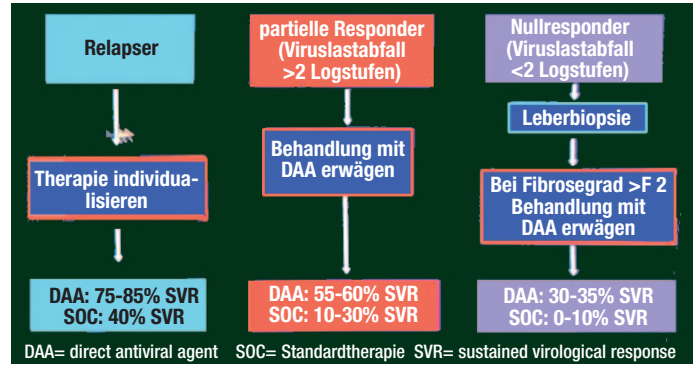 Relapser
partielle Responder
(Viruslastabfall
>2 Logstufen)
Nullresponder
(Viruslastabfall
<2 Logstufen)
Leberbiopsie
Therapie individua-
lisieren
Behandlung mit
DAA erwägen
Bei Fibrosegrad >F 2
Behandlung mit
DAA erwägen
DAA: 75-85% SVR
SOC: 40% SVR
DAA: 55-60% SVR
SOC: 10-30% SVR
DAA: 30-35% SVR
SOC: 0-10% SVR
DAA= direct antiviral agent SOC= Standardtherapie SVR= sustained virological response